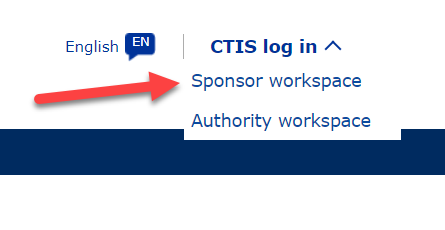 English EN CTIS log in
Sponsor workspace
Authority workspace